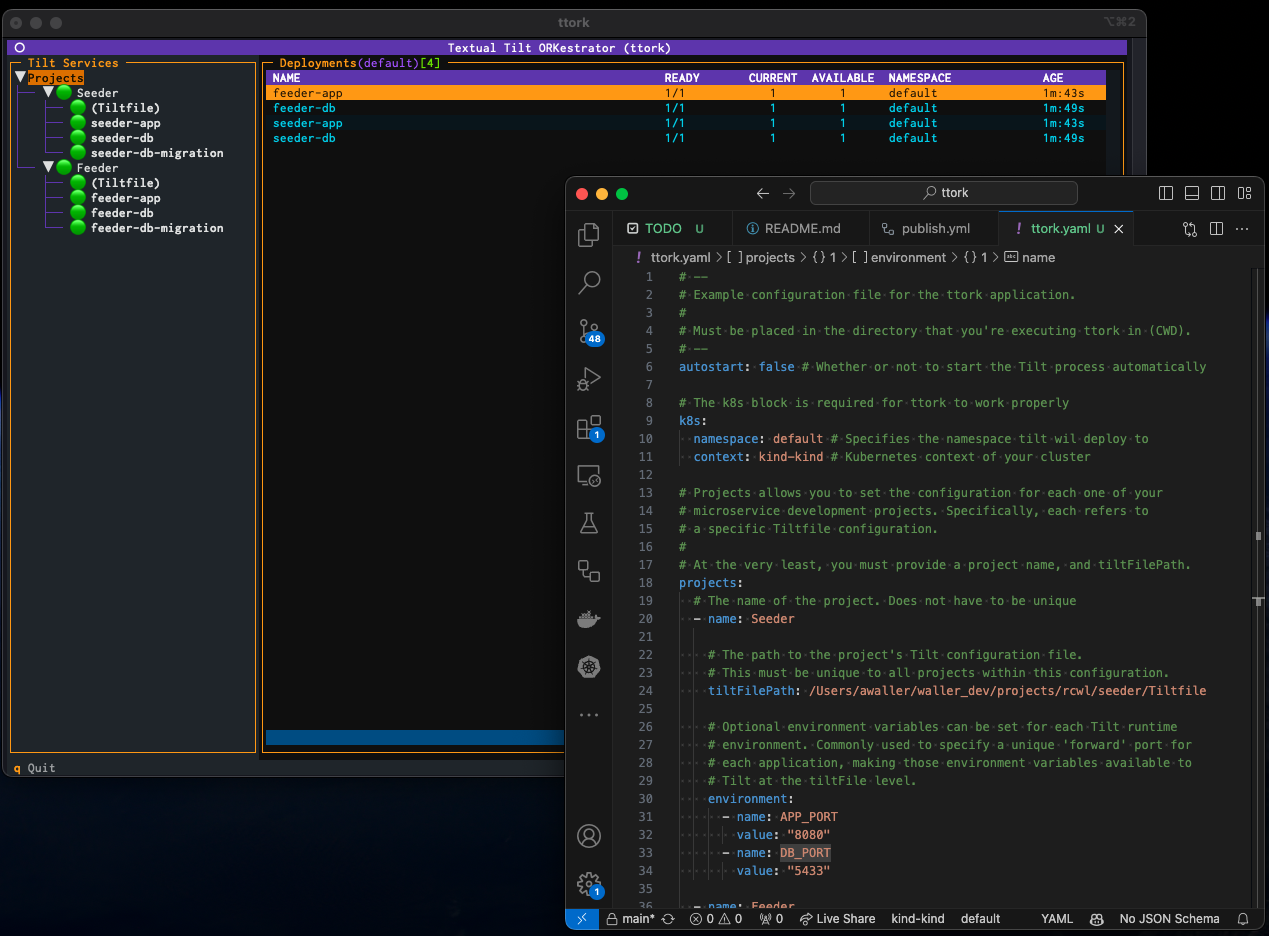 ttork
⌥⌘2
Textual Tilt ORKestrator (ttork)
Tilt Services
Projects
Seeder
(Tiltfile)
seeder-app
seeder-db
seeder-db-migration
Feeder
(Tiltfile)
feeder-app
feeder-db
feeder-db-migration
Deployments(default)[4]
NAME READY CURRENT AVAILABLE NAMESPACE AGE
feeder-app 1/1 1 1 default 1m:43s
feeder-db 1/1 1 1 default 1m:49s
seeder-app 1/1 1 1 default 1m:43s
seeder-db 1/1 1 1 default 1m:49s
q Quit
ttork
TODO U
README.md
publish.yml
! ttork.yaml U
! ttork.yaml > [ ] projects > { } 1 > [ ] environment > { } 1 > abc name
48
1
1
1 # --
2 # Example configuration file for the ttork application.
3 #
4 # Must be placed in the directory that you're executing ttork in (CWD).
5 # --
6 autostart: false # Whether or not to start the Tilt process automatically
7
8 # The k8s block is required for ttork to work properly
9 k8s:
10 namespace: default # Specifies the namespace tilt wil deploy to
11 context: kind-kind # Kubernetes context of your cluster
12
13 # Projects allows you to set the configuration for each one of your
14 # microservice development projects. Specifically, each refers to
15 # a specific Tiltfile configuration.
16 #
17 # At the very least, you must provide a project name, and tiltFilePath.
18 projects:
19 # The name of the project. Does not have to be unique
20 - name: Seeder
21
22 # The path to the project's Tilt configuration file.
23 # This must be unique to all projects within this configuration.
24 tiltFilePath: /Users/awaller/waller_dev/projects/rcwl/seeder/Tiltfile
25
26 # Optional environment variables can be set for each Tilt runtime
27 # environment. Commonly used to specify a unique 'forward' port for
28 # each application, making those environment variables available to
29 # Tilt at the tiltFile level.
30 environment:
31 - name: APP_PORT
32 value: "8080"
33 - name: DB_PORT
34 value: "5433"
35
36 - name: Feeder
main* 0 0 0 Live Share kind-kind default YAML No JSON Schema